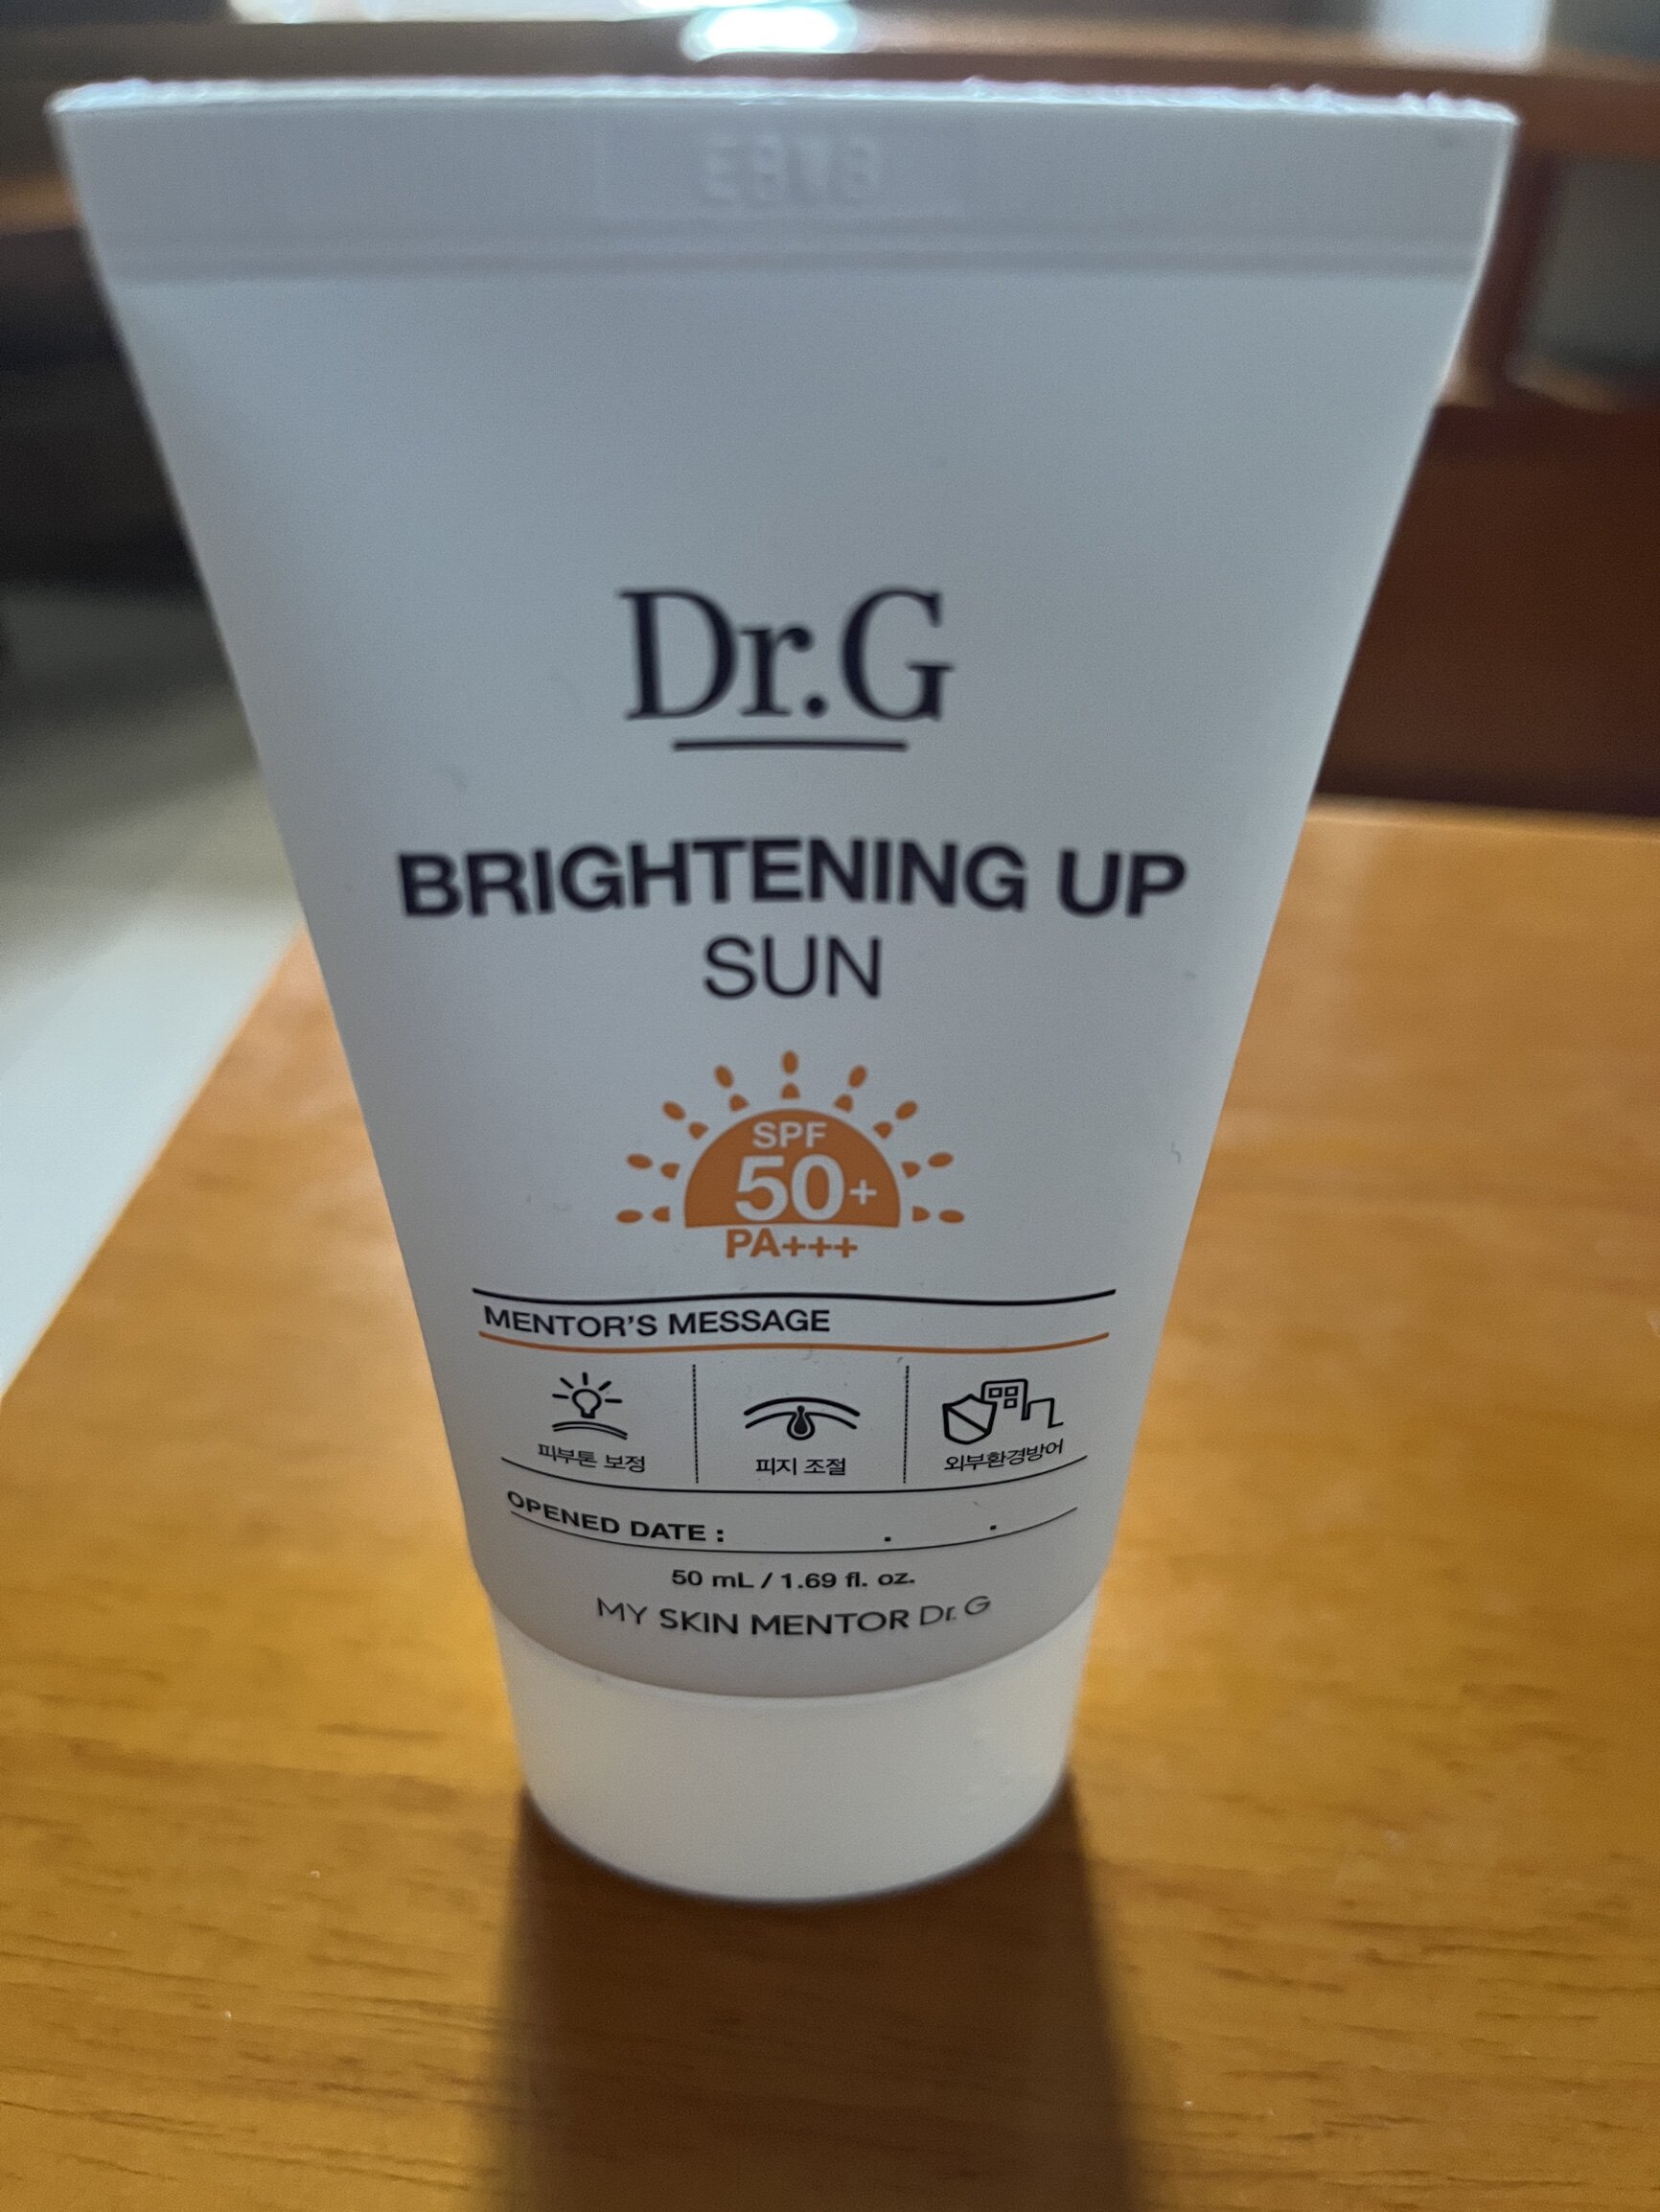 Dr.G
BRIGHTENING UP
SUN
SPF
50+
PA+++
MENTOR'S MESSAGE
피부톤 보정
피지 조절
외부환경방어
OPENED DATE : . .
50 mL / 1.69 fl. oz.
MY SKIN MENTOR Dr. G